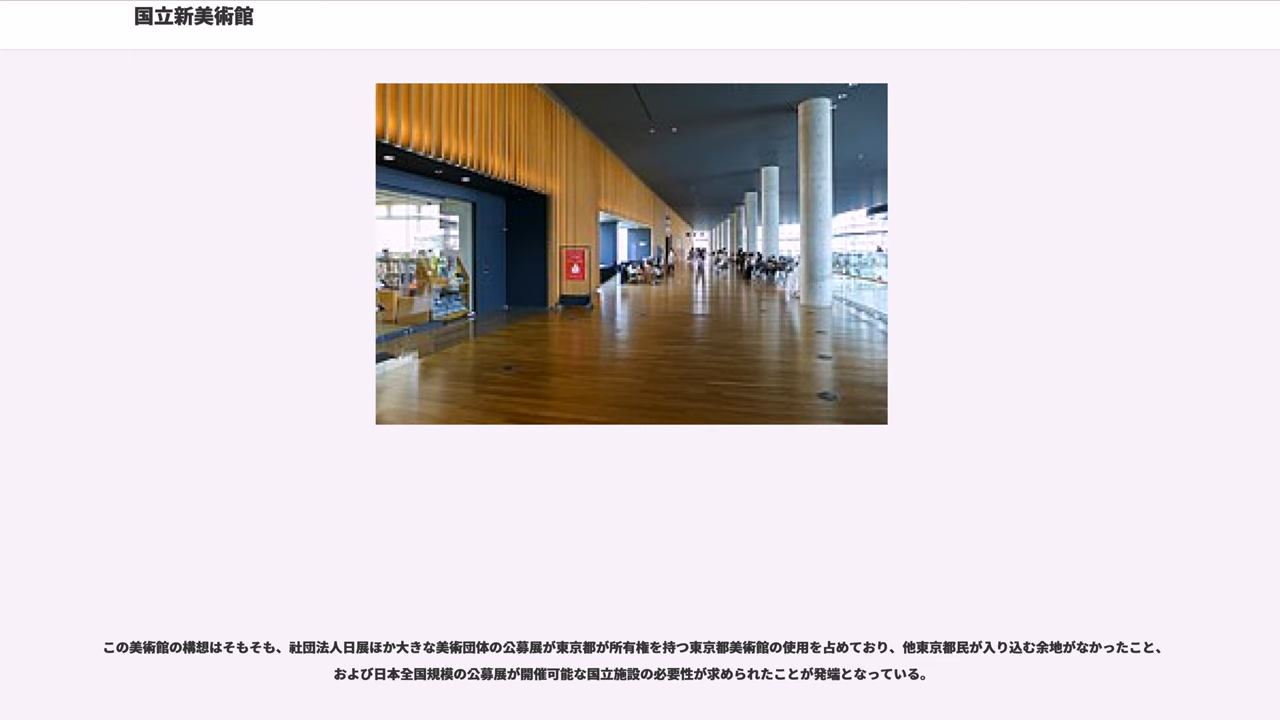 国立新美術館
この美術館の構想はそもそも、社団法人日展ほか大きな美術団体の公募展が東京都が所有権を持つ東京都美術館の使用を占めており、他東京都民が入り込む余地がなかったこと、
および日本全国規模の公募展が開催可能な国立施設の必要性が求められたことが発端となっている。